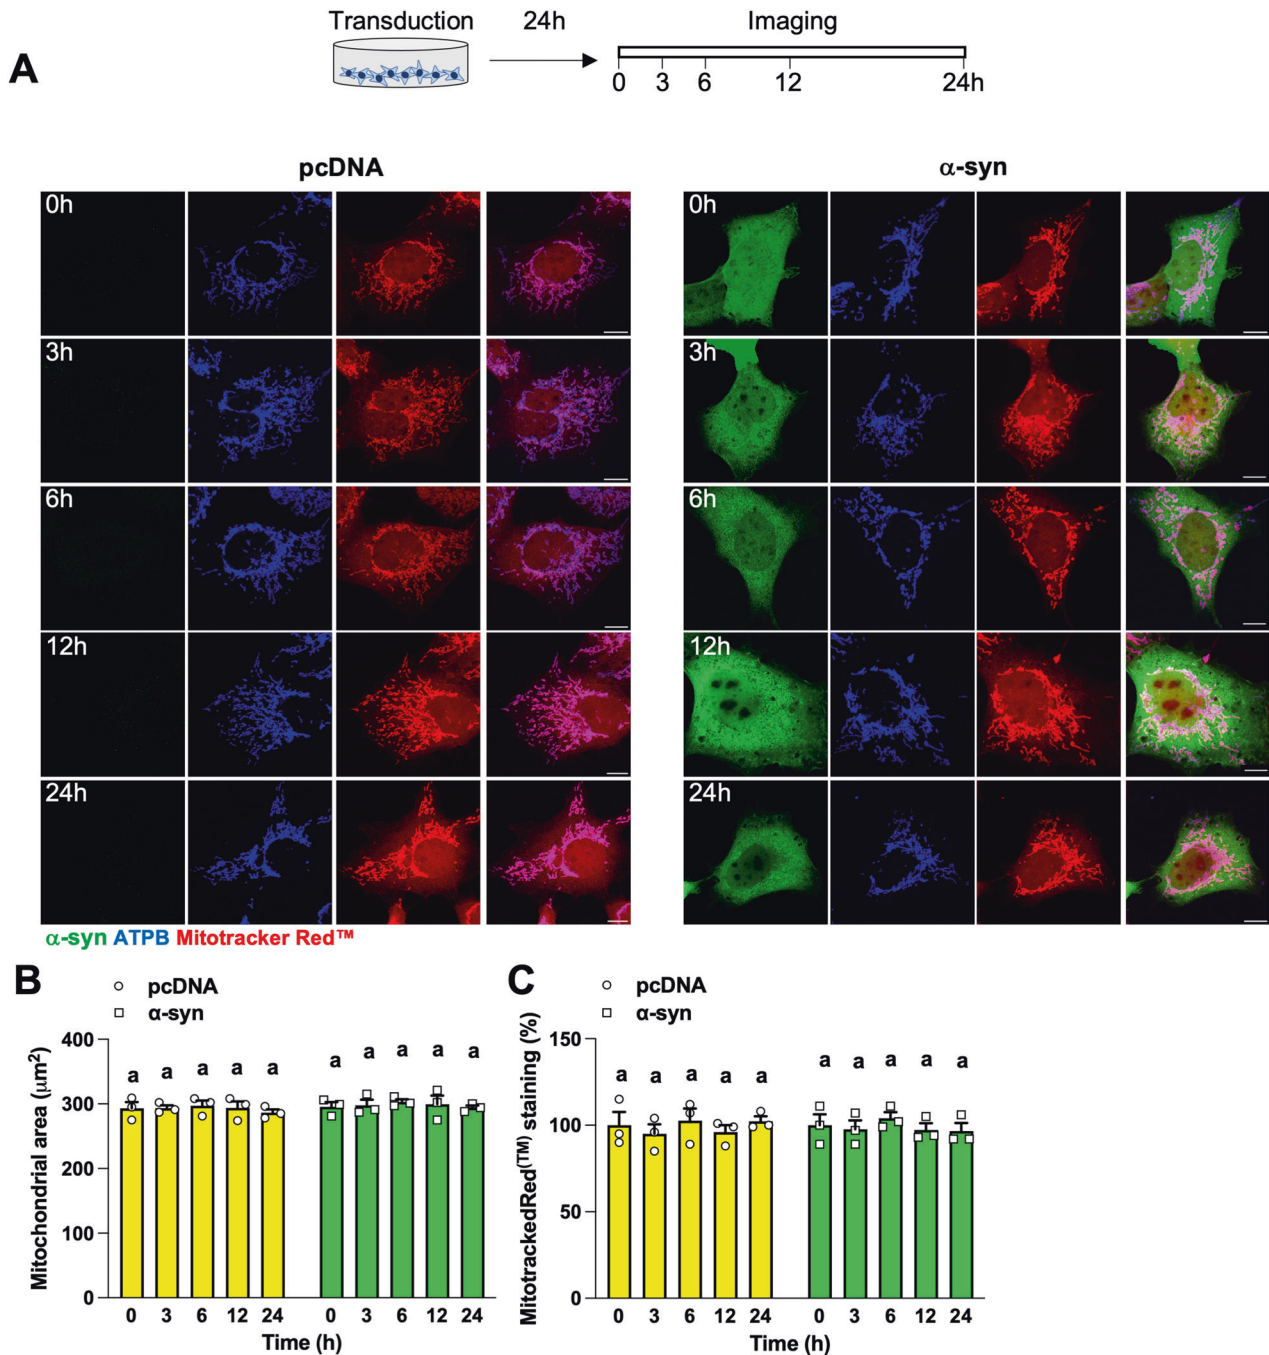 Transduction 24h Imaging
A
0 3 6 12 24h
pcDNA α-syn
0h 0h
3h 3h
6h 6h
12h 12h
24h 24h
α-syn ATPB Mitotracker Red™
B
pcDNA
α-syn
Mitochondrial area (μm²)
400
300
200
100
0
a a a a a a a a a a
0 3 6 12 24 0 3 6 12 24
Time (h)
C
pcDNA
α-syn
MitotrackedRed(TM) staining (%)
150
100
50
0
a a a a a a a a a a
0 3 6 12 24 0 3 6 12 24
Time (h)